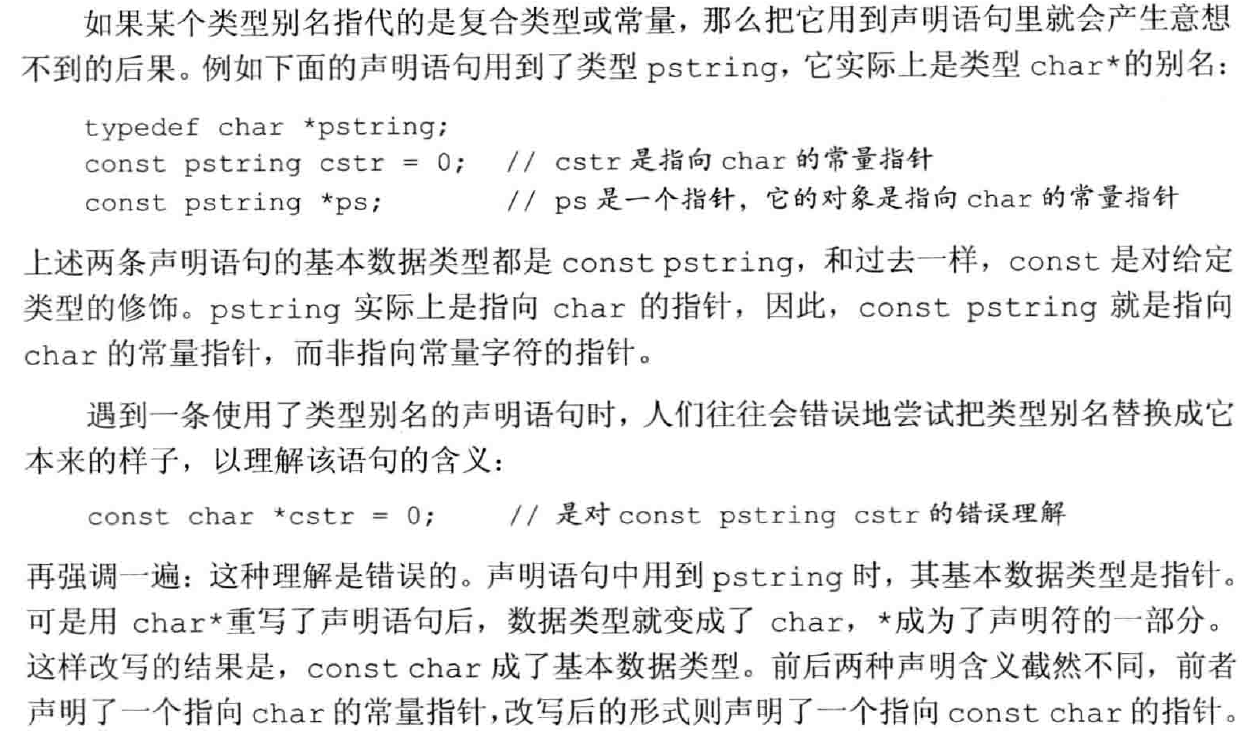 如果某个类型别名指代的是复合类型或常量，那么把它用到声明语句里就会产生意想
不到的后果。例如下面的声明语句用到了类型 pstring，它实际上是类型 char*的别名：
typedef char *pstring;
const pstring cstr = 0; // cstr 是指向 char 的常量指针
const pstring *ps; // ps 是一个指针，它的对象是指向 char 的常量指针
上述两条声明语句的基本数据类型都是 const pstring，和过去一样，const 是对给定
类型的修饰。pstring 实际上是指向 char 的指针，因此，const pstring 就是指向
char 的常量指针，而非指向常量字符的指针。
遇到一条使用了类型别名的声明语句时，人们往往会错误地尝试把类型别名替换成它
本来的样子，以理解该语句的含义：
const char *cstr = 0; // 是对 const pstring cstr 的错误理解
再强调一遍：这种理解是错误的。声明语句中用到 pstring 时，其基本数据类型是指针。
可是用 char*重写了声明语句后，数据类型就变成了 char，*成为了声明符的一部分。
这样改写的结果是，const char 成了基本数据类型。前后两种声明含义截然不同，前者
声明了一个指向 char 的常量指针，改写后的形式则声明了一个指向 const char 的指针。